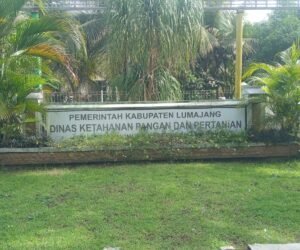 PEMERINTAH KABUPATEN LUMAJANG
DINAS KETAHANAN PANGAN DAN PERTANIAN